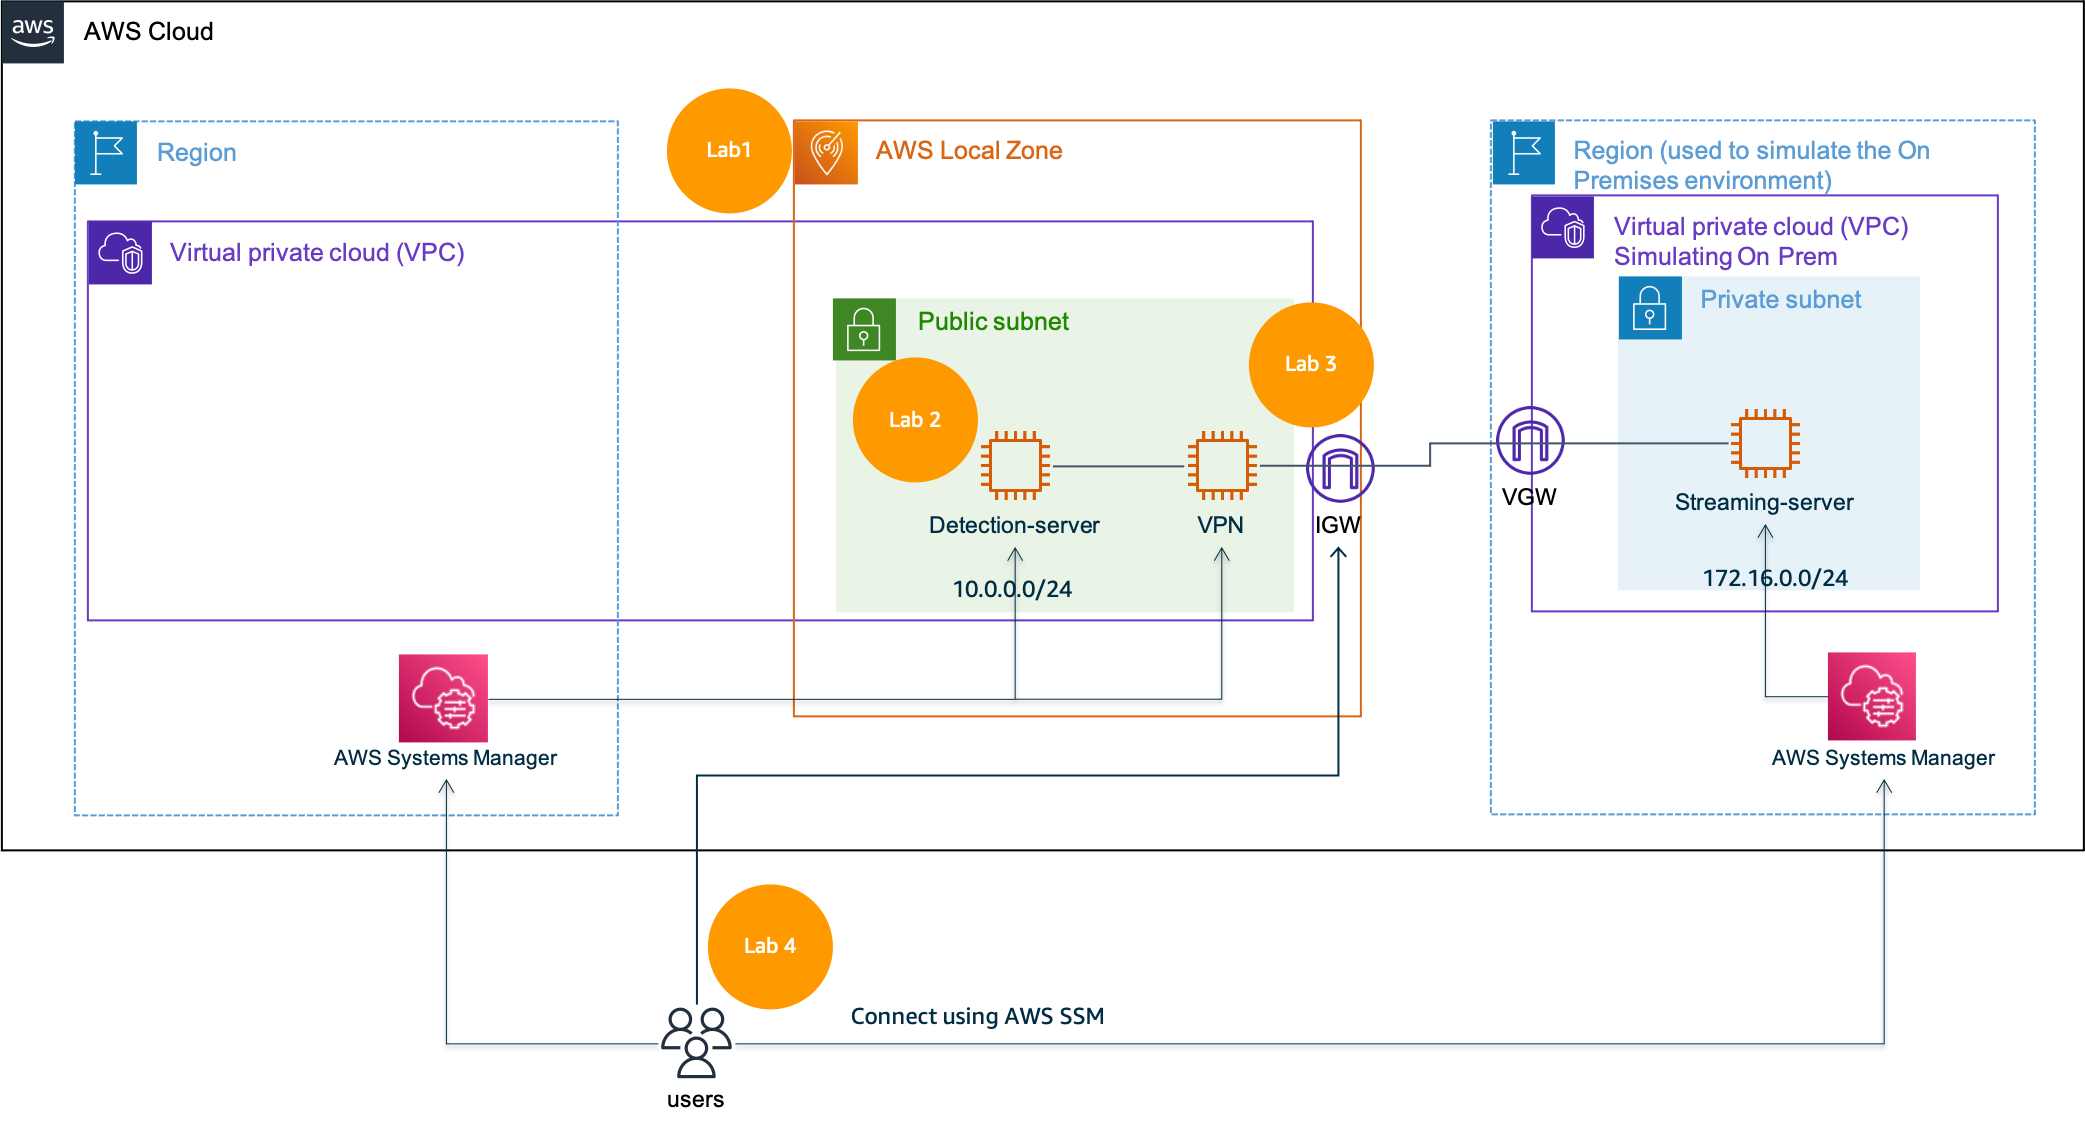 aws
AWS Cloud
Lab1
Region
AWS Local Zone
Region (used to simulate the On
Premises environment)
Virtual private cloud (VPC)
Virtual private cloud (VPC)
Simulating On Prem
Public subnet
Private subnet
Lab 3
Lab 2
Detection-server
VPN
IGW
VGW
Streaming-server
10.0.0.0/24
172.16.0.0/24
AWS Systems Manager
AWS Systems Manager
Lab 4
Connect using AWS SSM
users